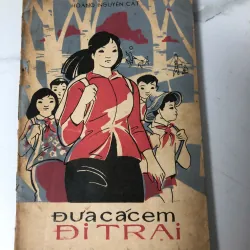 HOÀNG NGUYÊN CÁT
ĐƯA CÁC EM
ĐI TRẠI